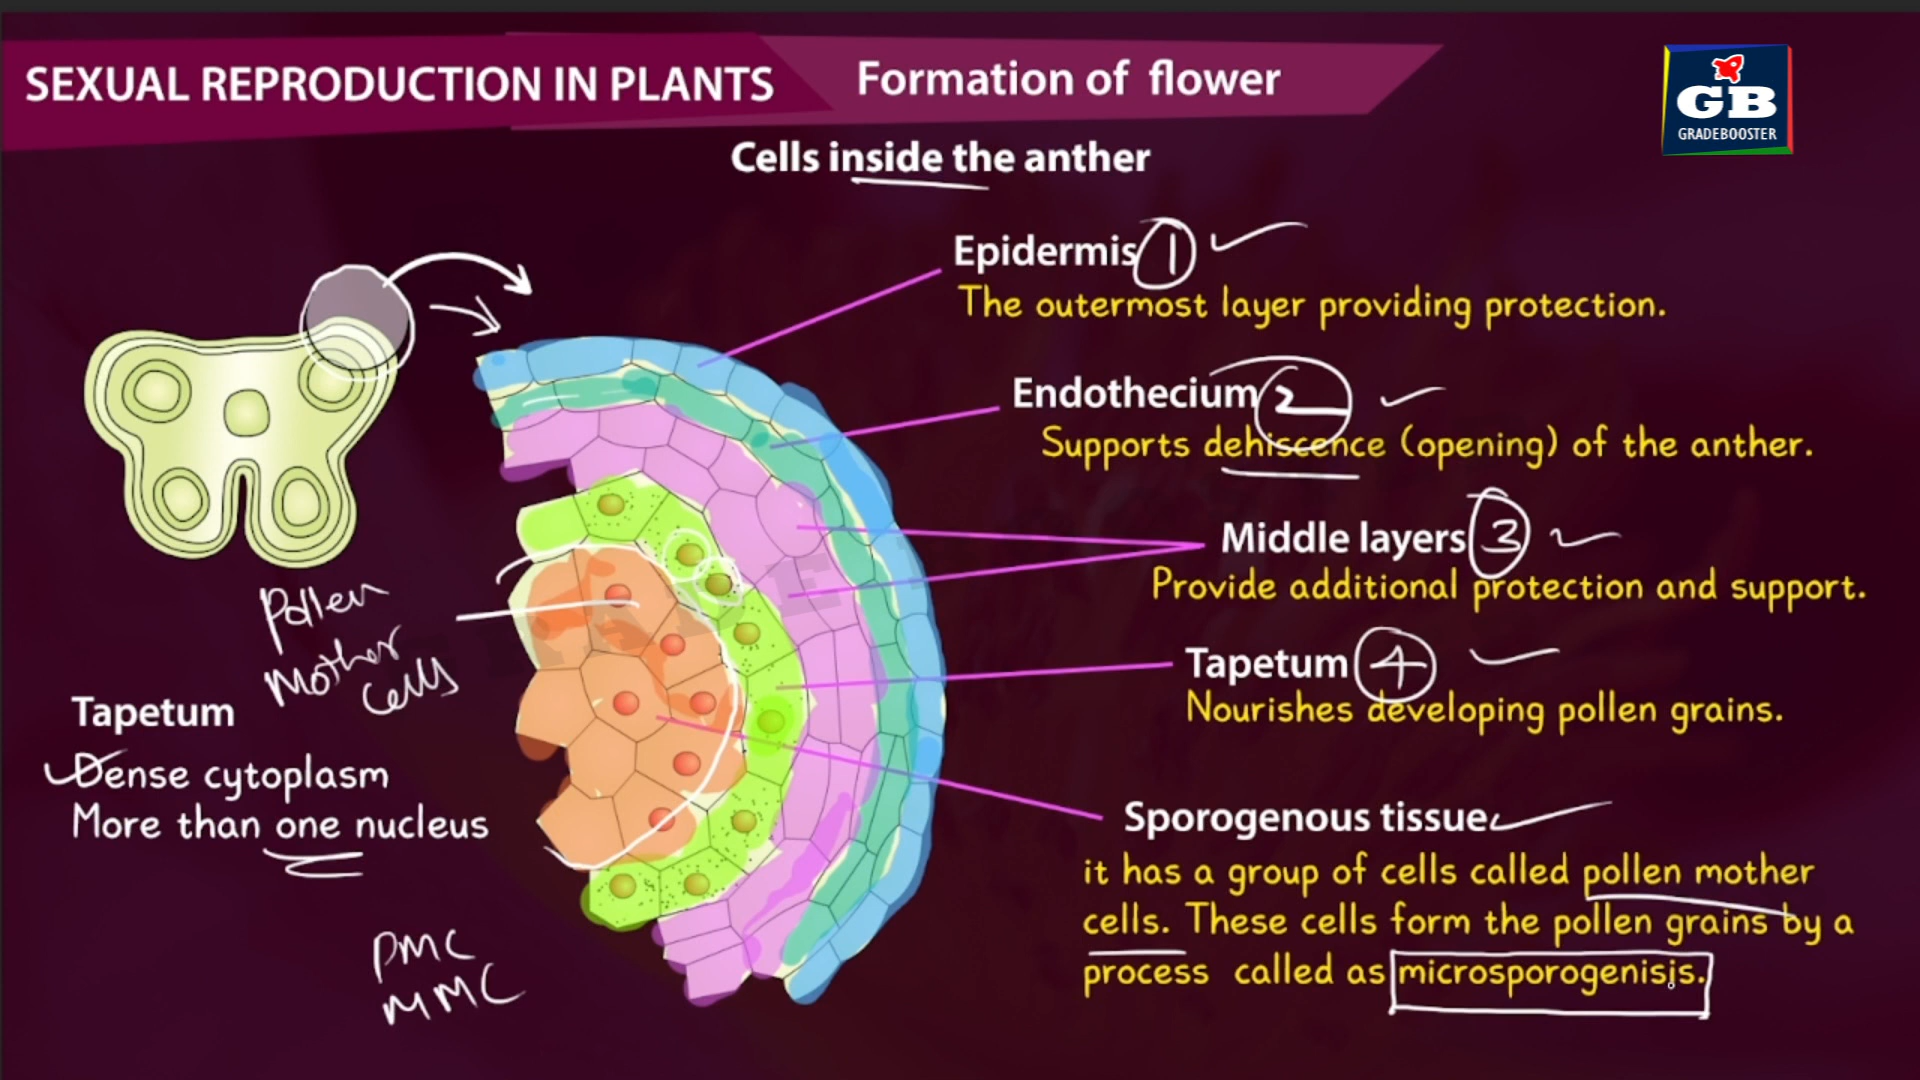 SEXUAL REPRODUCTION IN PLANTS
Formation of flower
GB
GRADEBOOSTER
Cells inside the anther
Epidermis 1
The outermost layer providing protection.
Endothecium 2
Supports dehiscence (opening) of the anther.
Middle layers 3
Provide additional protection and support.
Tapetum 4
Nourishes developing pollen grains.
Sporogenous tissue
it has a group of cells called pollen mother
cells. These cells form the pollen grains by a
process called as microsporogenisis.
Pollen
Mother
Cells
Tapetum
Dense cytoplasm
More than one nucleus
PMC
MMC